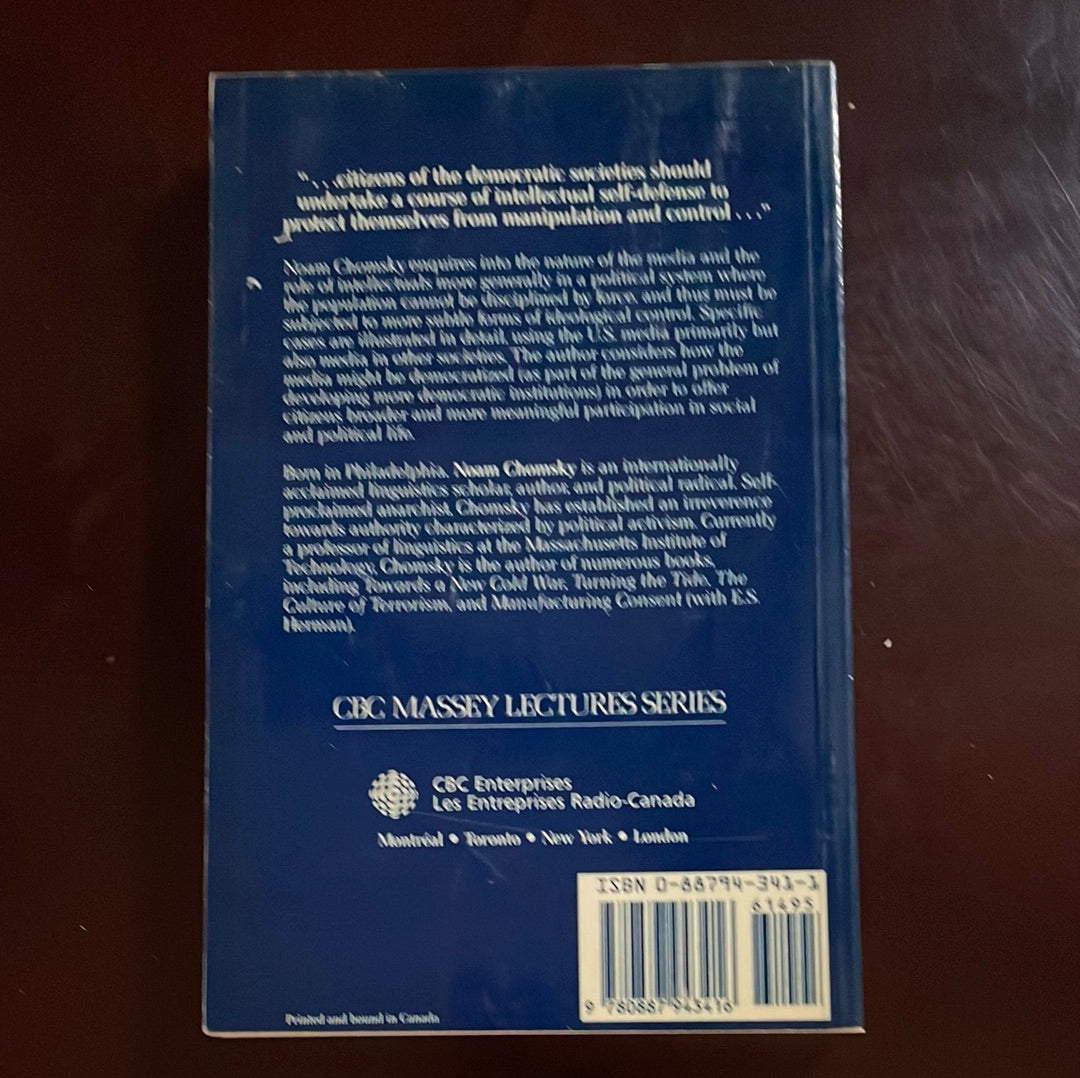 “. . .citizens of the democratic societies should
undertake a course of intellectual self-defense to
protect themselves from manipulation and control . . .”
Noam Chomsky enquires into the nature of the media and the
role of intellectuals more generally in a political system where
the population cannot be disciplined by force, and thus must be
subjected to more subtle forms of ideological control. Specific
cases are illustrated in detail, using the U.S. media primarily but
also media in other societies. The author considers how the
media might be democratized (as part of the general problem of
developing more democratic institutions) in order to offer
citizens broader and more meaningful participation in social
and political life.
Born in Philadelphia, Noam Chomsky is an internationally
acclaimed linguistics scholar, author, and political radical. Self-
proclaimed anarchist, Chomsky has established an irreverence
towards authority characterized by political activism. Currently
a professor of linguistics at the Massachusetts Institute of
Technology, Chomsky is the author of numerous books,
including Towards a New Cold War, Turning the Tide, The
Culture of Terrorism, and Manufacturing Consent (with E.S.
Herman).
CBC MASSEY LECTURES SERIES
CBC Enterprises
Les Entreprises Radio-Canada
Montréal • Toronto • New York • London
ISBN 0-88794-341-1
61495
9 780887 943416
Printed and bound in Canada